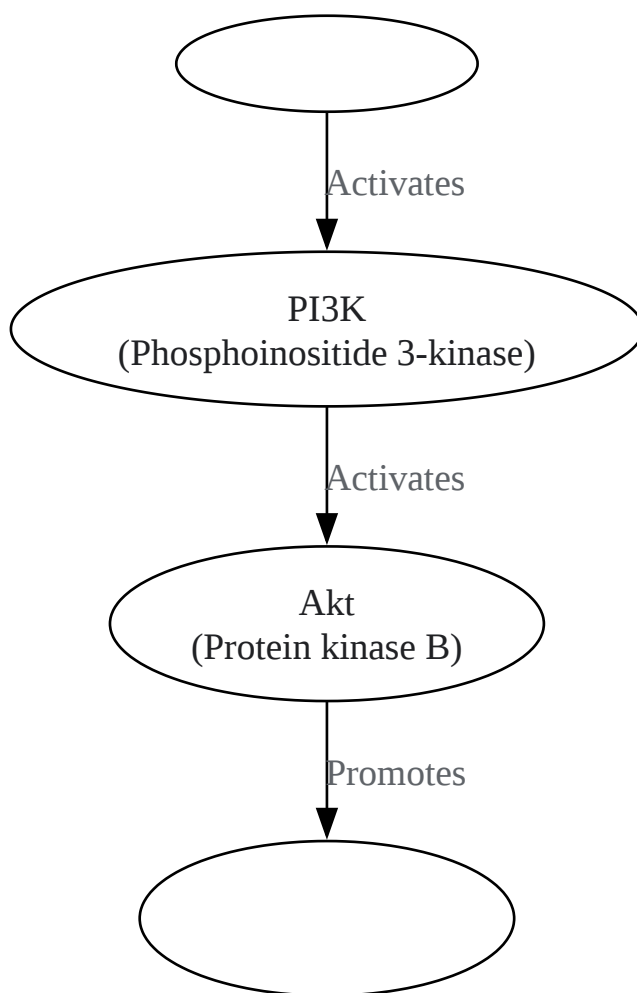 Activates
PI3K
(Phosphoinositide 3-kinase)
Activates
Akt
(Protein kinase B)
Promotes